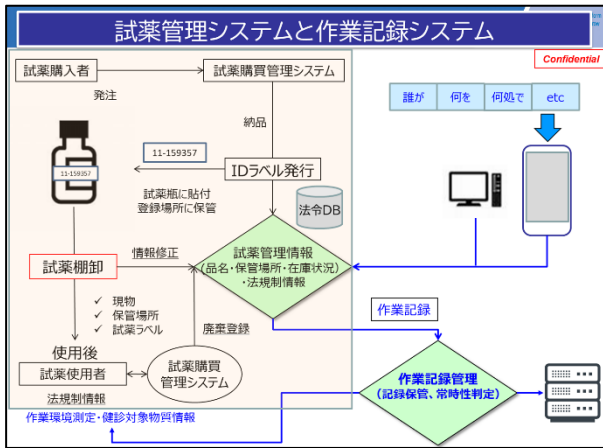 試薬管理システムと作業記録システム
Confidential
試薬購入者
試薬購買管理システム
発注
誰が
何を
何処で
etc
納品
11-159357
11-159357
IDラベル発行
試薬瓶に貼付
登録場所に保管
法令DB
試薬棚卸
情報修正
試薬管理情報
(品名・保管場所・在庫状況)
・法規制情報
✓ 現物
✓ 保管場所
✓ 試薬ラベル
廃棄登録
作業記録
使用後
試薬使用者
試薬購買
管理システム
法規制情報
作業記録管理
(記録保管、常時性判定)
作業環境測定・健診対象物質情報